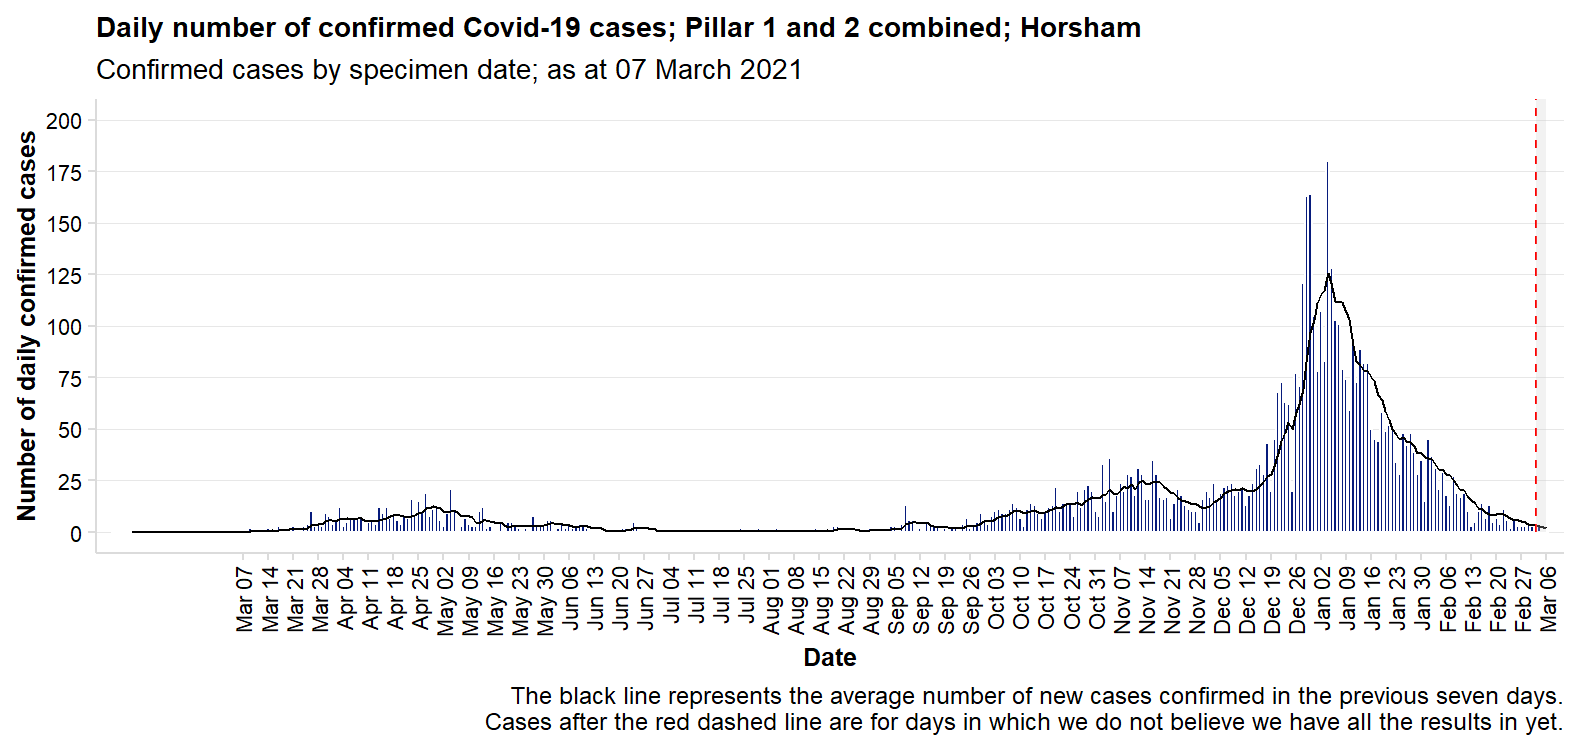 Daily number of confirmed Covid-19 cases; Pillar 1 and 2 combined; Horsham
Confirmed cases by specimen date; as at 07 March 2021
Number of daily confirmed cases
200
175
150
125
100
75
50
25
0
Mar 07
Mar 14
Mar 21
Mar 28
Apr 04
Apr 11
Apr 18
Apr 25
May 02
May 09
May 16
May 23
May 30
Jun 06
Jun 13
Jun 20
Jun 27
Jul 04
Jul 11
Jul 18
Jul 25
Aug 01
Aug 08
Aug 15
Aug 22
Aug 29
Sep 05
Sep 12
Sep 19
Sep 26
Oct 03
Oct 10
Oct 17
Oct 24
Oct 31
Nov 07
Nov 14
Nov 21
Nov 28
Dec 05
Dec 12
Dec 19
Dec 26
Jan 02
Jan 09
Jan 16
Jan 23
Jan 30
Feb 06
Feb 13
Feb 20
Feb 27
Mar 06
Date
The black line represents the average number of new cases confirmed in the previous seven days.
Cases after the red dashed line are for days in which we do not believe we have all the results in yet.